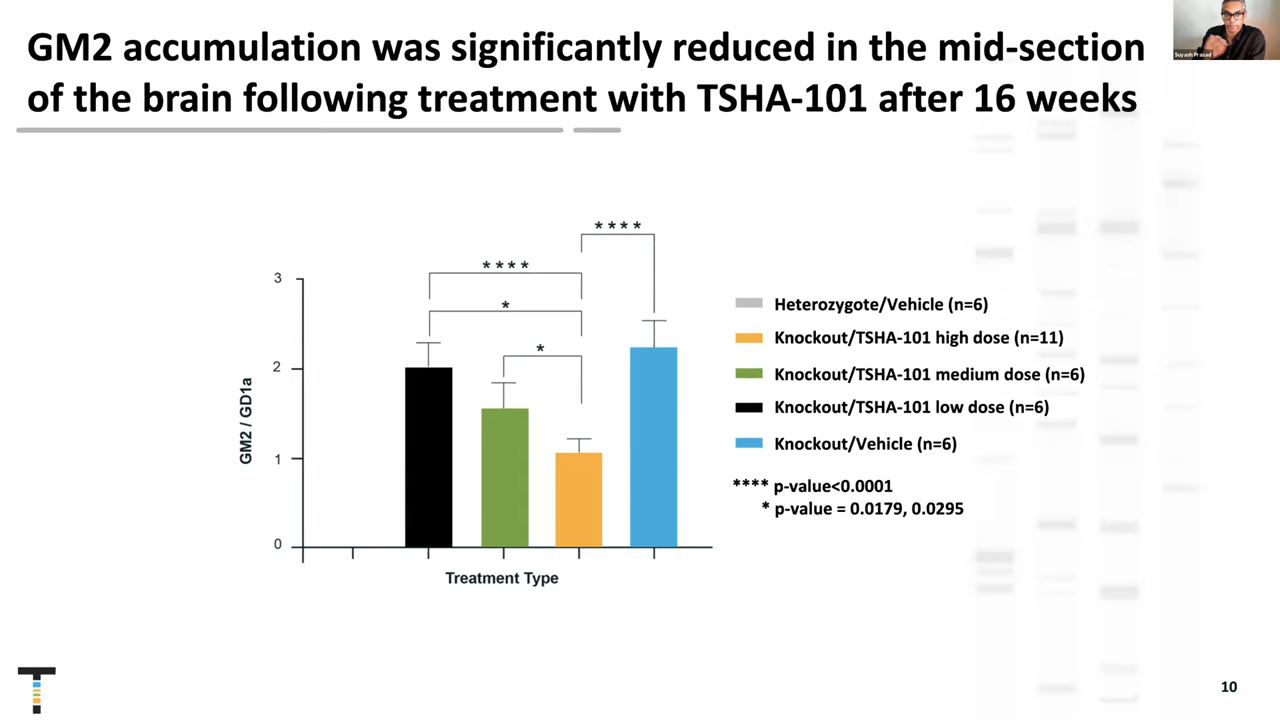 GM2 accumulation was significantly reduced in the mid-section
of the brain following treatment with TSHA-101 after 16 weeks
Suyash Prasad
****
****
*
*
3
2
1
0
GM2 / GD1a
Treatment Type
Heterozygote/Vehicle (n=6)
Knockout/TSHA-101 high dose (n=11)
Knockout/TSHA-101 medium dose (n=6)
Knockout/TSHA-101 low dose (n=6)
Knockout/Vehicle (n=6)
**** p-value<0.0001
* p-value = 0.0179, 0.0295
T
10